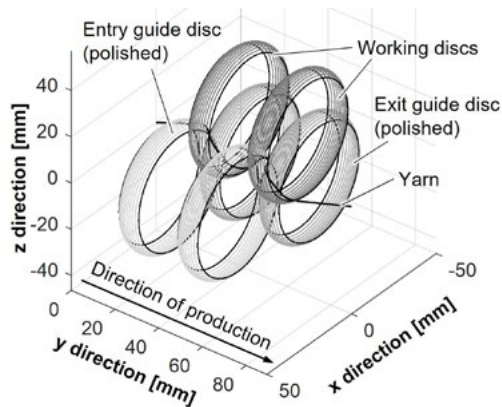 Entry guide disc
(polished)
Working discs
Exit guide disc
(polished)
Yarn
Direction of production
z direction [mm]
40
20
0
-20
-40
y direction [mm]
0
20
40
60
80
x direction [mm]
50
0
-50